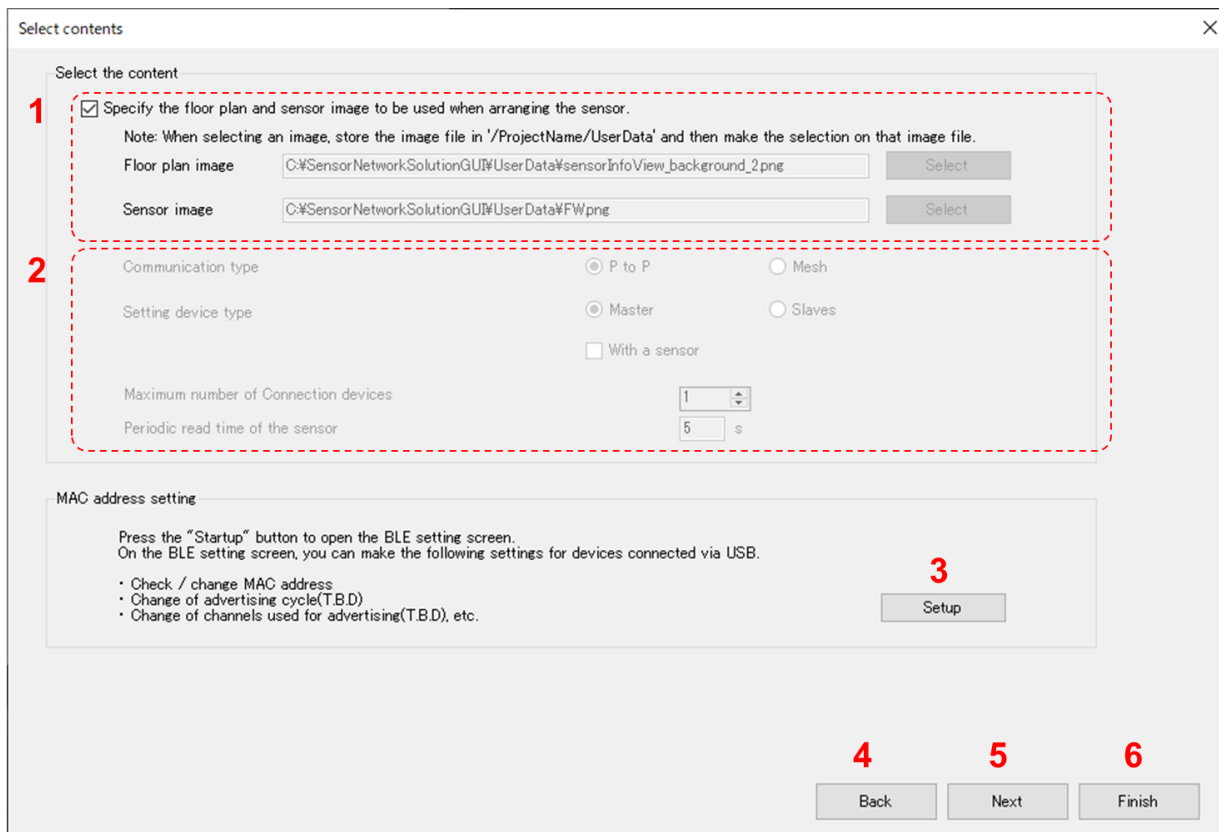 Select contents
Select the content
1
Specify the floor plan and sensor image to be used when arranging the sensor.
Note: When selecting an image, store the image file in '/ProjectName/UserData' and then make the selection on that image file.
Floor plan image C:¥SensorNetworkSolutionGUI¥UserData¥sensorInfoView_background_2.png Select
Sensor image C:¥SensorNetworkSolutionGUI¥UserData¥FW.png Select
2
Communication type P to P Mesh
Setting device type Master Slaves
With a sensor
Maximum number of Connection devices 1
Periodic read time of the sensor 5 s
MAC address setting
Press the "Startup" button to open the BLE setting screen.
On the BLE setting screen, you can make the following settings for devices connected via USB.
・Check / change MAC address
・Change of advertising cycle(T.B.D)
・Change of channels used for advertising(T.B.D), etc.
3
Setup
4 5 6
Back Next Finish